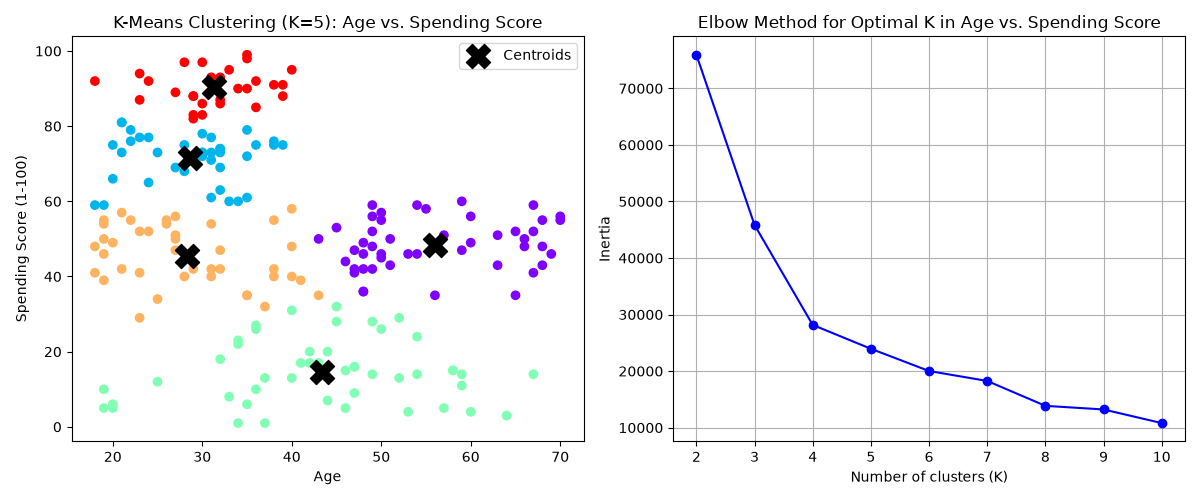 K-Means Clustering (K=5): Age vs. Spending Score
Centroids
Spending Score (1-100)
100
80
60
40
20
0
20 30 40 50 60 70
Age
Elbow Method for Optimal K in Age vs. Spending Score
Inertia
70000
60000
50000
40000
30000
20000
10000
2 3 4 5 6 7 8 9 10
Number of clusters (K)